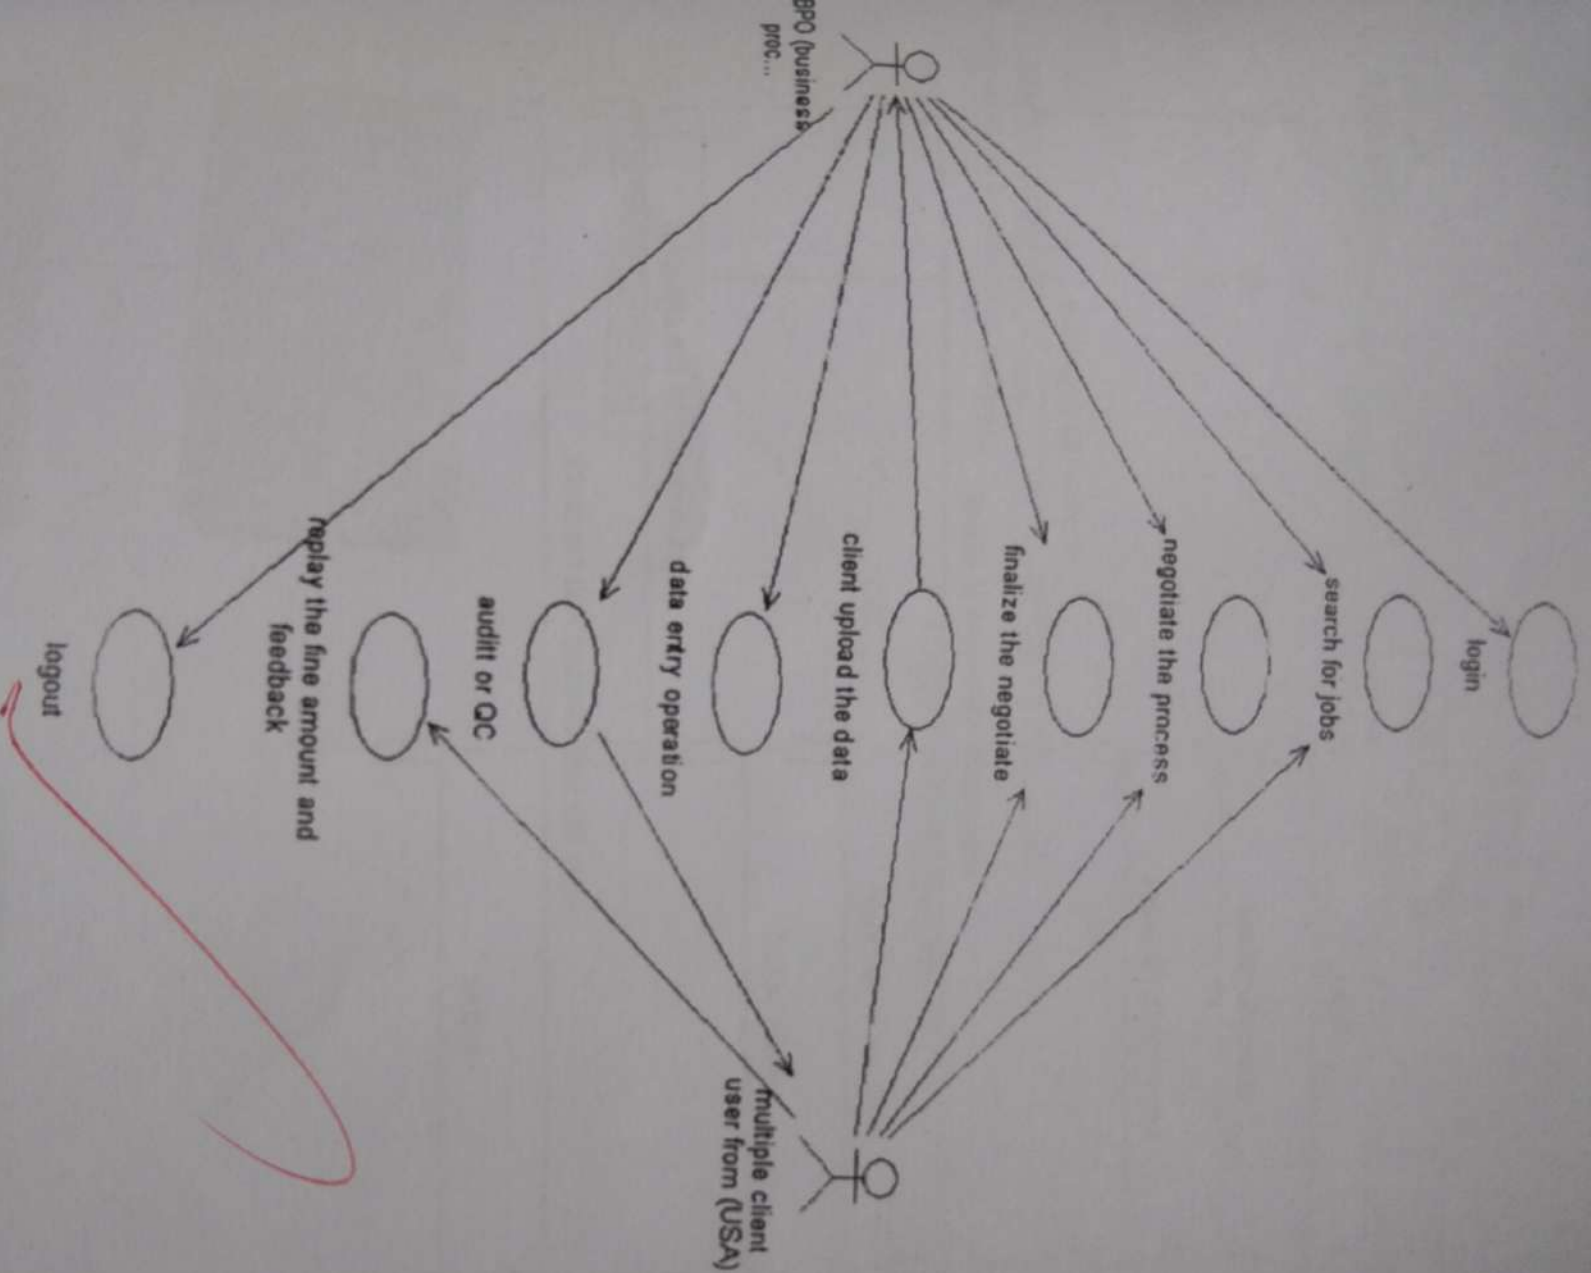 login
search for jobs
negotiate the process
finalize the negotiate
client upload the data
data entry operation
auditt or QC
replay the fine amount and
feedback
logout
BPO (business
proc...
multiple client
user from (USA)